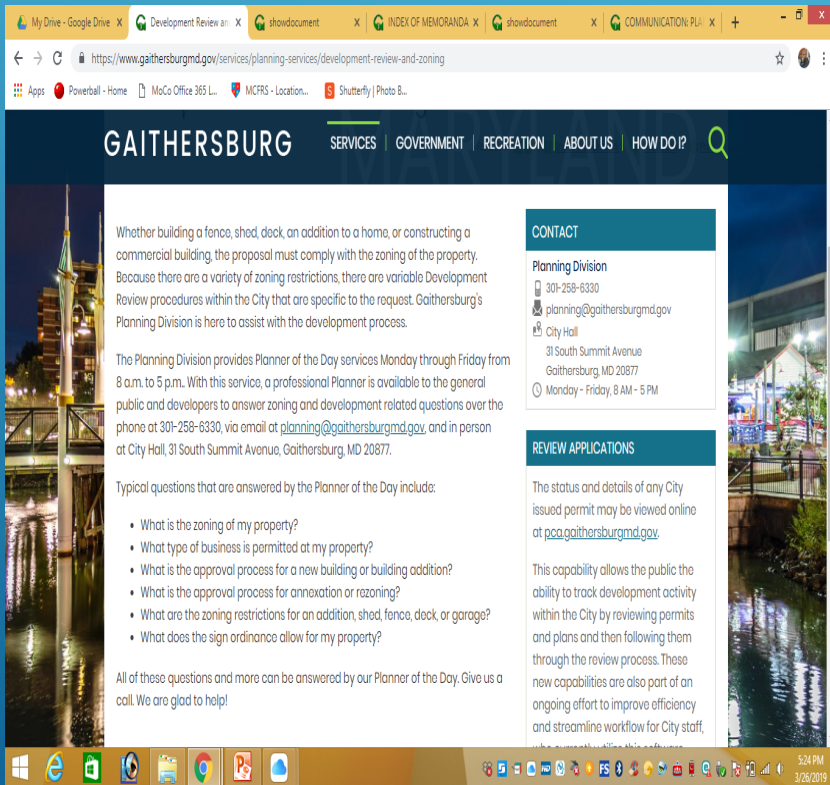 My Drive - Google Drive
Development Review an
showdocument
INDEX OF MEMORANDA
showdocument
COMMUNICATION: PLA
https://www.gaithersburgmd.gov/services/planning-services/development-review-and-zoning
Apps Powerball - Home MoCo Office 365 L... MCFRS - Location... Shutterfly | Photo B...
MARYLAND
GAITHERSBURG SERVICES GOVERNMENT RECREATION ABOUT US HOW DO I?
Whether building a fence, shed, deck, an addition to a home, or constructing a
commercial building, the proposal must comply with the zoning of the property.
Because there are a variety of zoning restrictions, there are variable Development
Review procedures within the City that are specific to the request. Gaithersburg's
Planning Division is here to assist with the development process.
The Planning Division provides Planner of the Day services Monday through Friday from
8 a.m. to 5 p.m.. With this service, a professional Planner is available to the general
public and developers to answer zoning and development related questions over the
phone at 301-258-6330, via email at planning@gaithersburgmd.gov, and in person
at City Hall, 31 South Summit Avenue, Gaithersburg, MD 20877.
Typical questions that are answered by the Planner of the Day include:
• What is the zoning of my property?
• What type of business is permitted at my property?
• What is the approval process for a new building or building addition?
• What is the approval process for annexation or rezoning?
• What are the zoning restrictions for an addition, shed, fence, deck, or garage?
• What does the sign ordinance allow for my property?
All of these questions and more can be answered by our Planner of the Day. Give us a
call. We are glad to help!
CONTACT
Planning Division
301-258-6330
planning@gaithersburgmd.gov
City Hall
31 South Summit Avenue
Gaithersburg, MD 20877
Monday - Friday, 8 AM - 5 PM
REVIEW APPLICATIONS
The status and details of any City
issued permit may be viewed online
at pca.gaithersburgmd.gov.
This capability allows the public the
ability to track development activity
within the City by reviewing permits
and plans and then following them
through the review process. These
new capabilities are also part of an
ongoing effort to improve efficiency
and streamline workflow for City staff,
who currently utilize this software
5:24 PM
3/26/2019